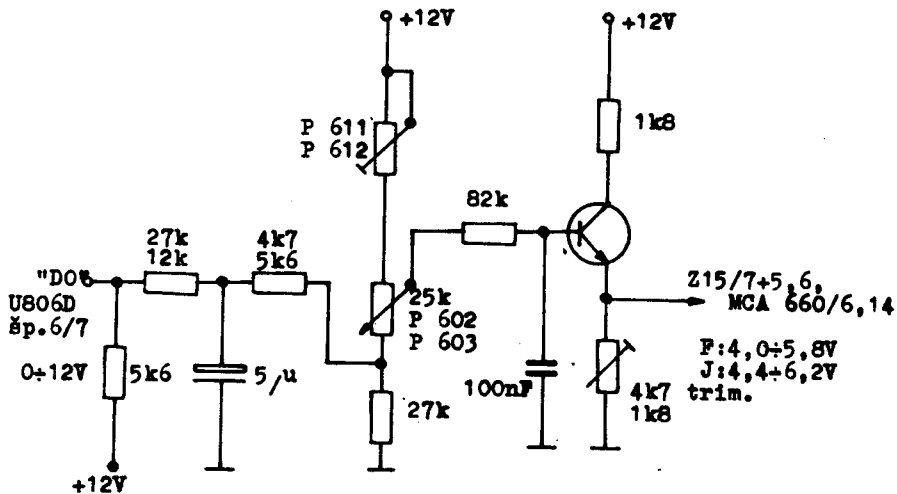 +12V
+12V
P 611
P 612
1k8
82k
27k
12k
4k7
5k6
"DO"
U806D
šp.6/7
0÷12V
5k6
+12V
5/u
25k
P 602
P 603
27k
100nF
Z15/7÷5,6,
MCA 660/6,14
F:4,0÷5,8V
J:4,4÷6,2V
trim.
4k7
1k8